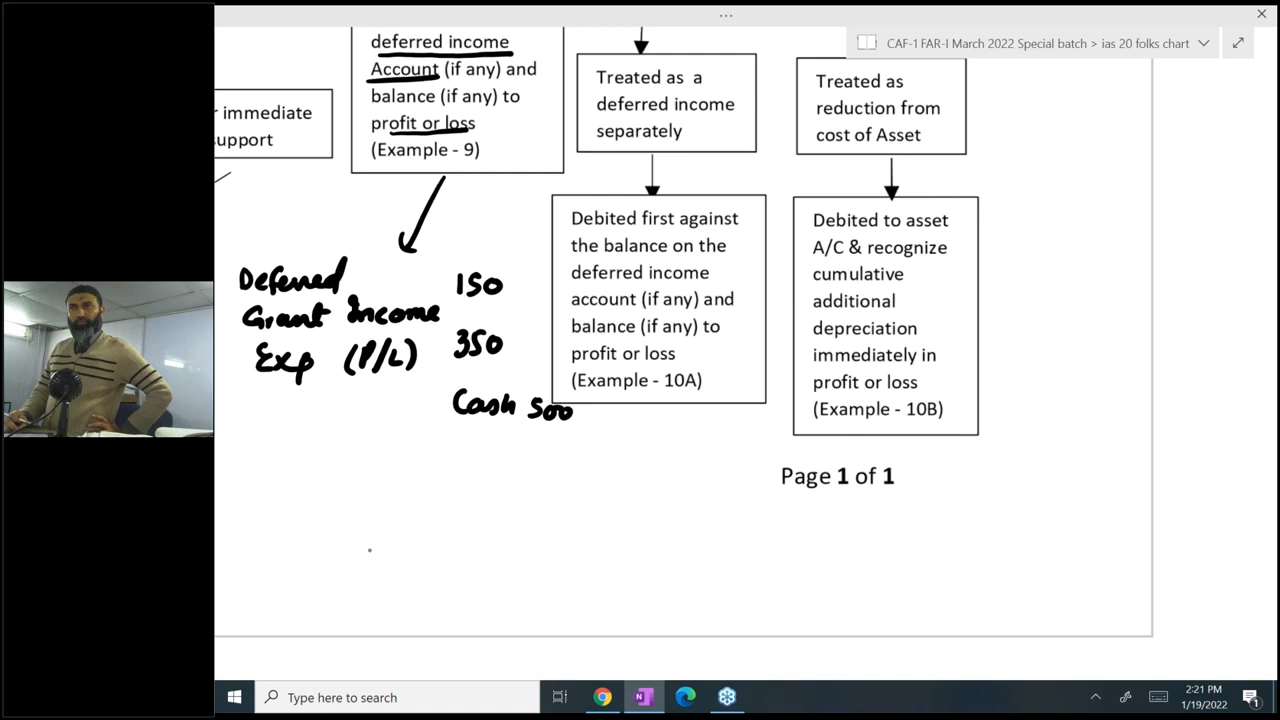 CAF-1 FAR-I March 2022 Special batch > ias 20 folks chart
r immediate
upport
deferred income
Account (if any) and
balance (if any) to
profit or loss
(Example - 9)
Treated as a
deferred income
separately
Treated as
reduction from
cost of Asset
Debited first against
the balance on the
deferred income
account (if any) and
balance (if any) to
profit or loss
(Example - 10A)
Debited to asset
A/C & recognize
cumulative
additional
depreciation
immediately in
profit or loss
(Example - 10B)
Deferred 150
Grant Income
Exp (P/L) 350
Cash 500
Page 1 of 1
Type here to search
2:21 PM
1/19/2022
1